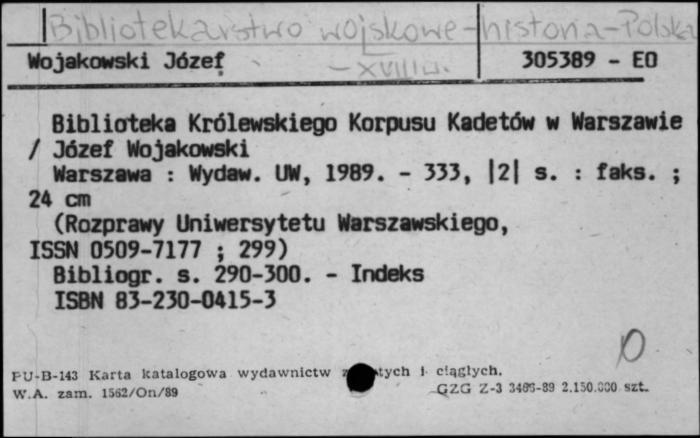 Bibliotekarstwo wojskowe - historia - Polska
- XVIII w.
Wojakowski Józef
305389 - EO
Biblioteka Królewskiego Korpusu Kadetów w Warszawie
/ Józef Wojakowski
Warszawa : Wydaw. UW, 1989. - 333, |2| s. : faks. ;
24 cm
(Rozprawy Uniwersytetu Warszawskiego,
ISSN 0509-7177 ; 299)
Bibliogr. s. 290-300. - Indeks
ISBN 83-230-0415-3
PU-B-143 Karta katalogowa wydawnictw i ciągłych.
W.A. zam. 1562/On/89
GZG Z-3 -89 2.150.000 szt.